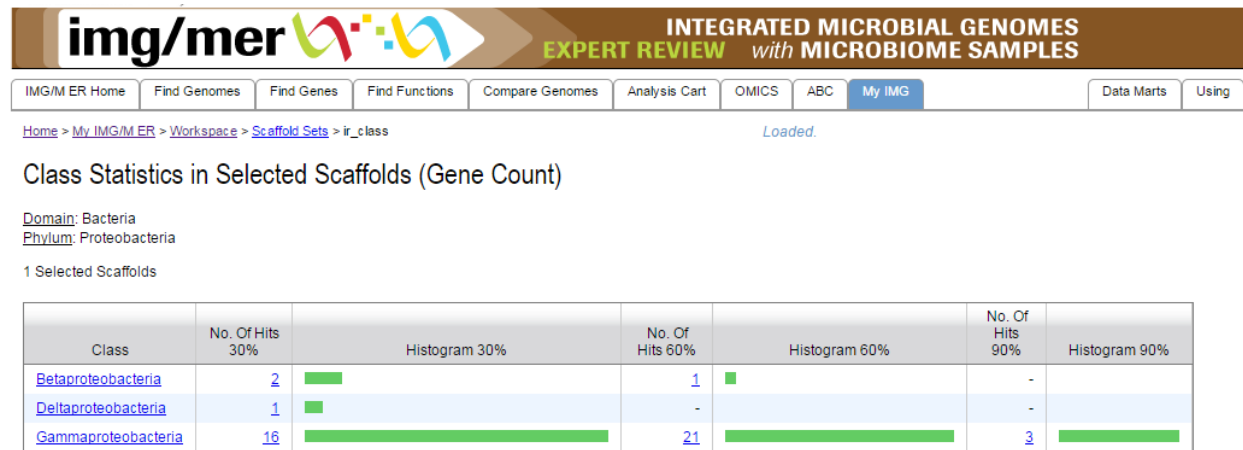 img/mer
INTEGRATED MICROBIAL GENOMES
EXPERT REVIEW with MICROBIOME SAMPLES
IMG/M ER Home Find Genomes Find Genes Find Functions Compare Genomes Analysis Cart OMICS ABC My IMG Data Marts Using
Home > My IMG/M ER > Workspace > Scaffold Sets > ir_class Loaded.
Class Statistics in Selected Scaffolds (Gene Count)
Domain: Bacteria
Phylum: Proteobacteria
1 Selected Scaffolds
Class No. Of Hits 30% Histogram 30% No. Of Hits 60% Histogram 60% No. Of Hits 90% Histogram 90%
Betaproteobacteria 2 1 -
Deltaproteobacteria 1 - -
Gammaproteobacteria 16 21 3